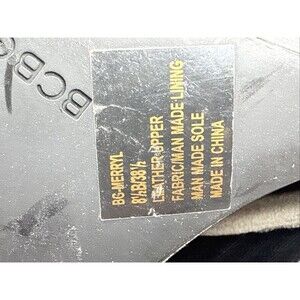 BCBG
BG-MERRYL
8½B/38½
LEATHER UPPER
FABRIC/MAN MADE LINING
MAN MADE SOLE
MADE IN CHINA